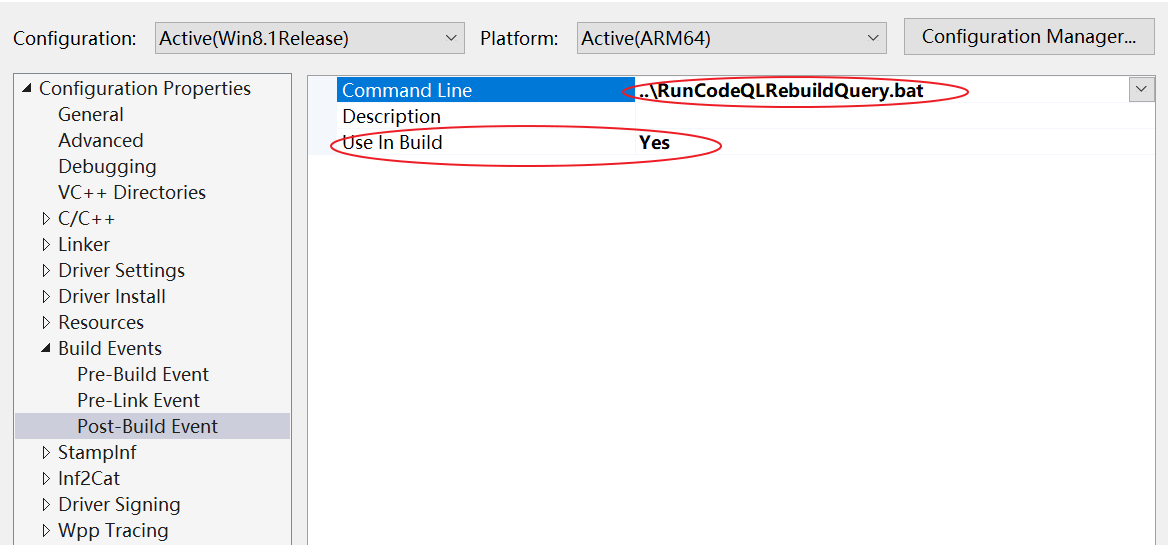 Configuration: Active(Win8.1Release) Platform: Active(ARM64) Configuration Manager...
Configuration Properties
General
Advanced
Debugging
VC++ Directories
C/C++
Linker
Driver Settings
Driver Install
Resources
Build Events
Pre-Build Event
Pre-Link Event
Post-Build Event
StampInf
Inf2Cat
Driver Signing
Wpp Tracing
Command Line ..\RunCodeQLRebuildQuery.bat
Description
Use In Build Yes